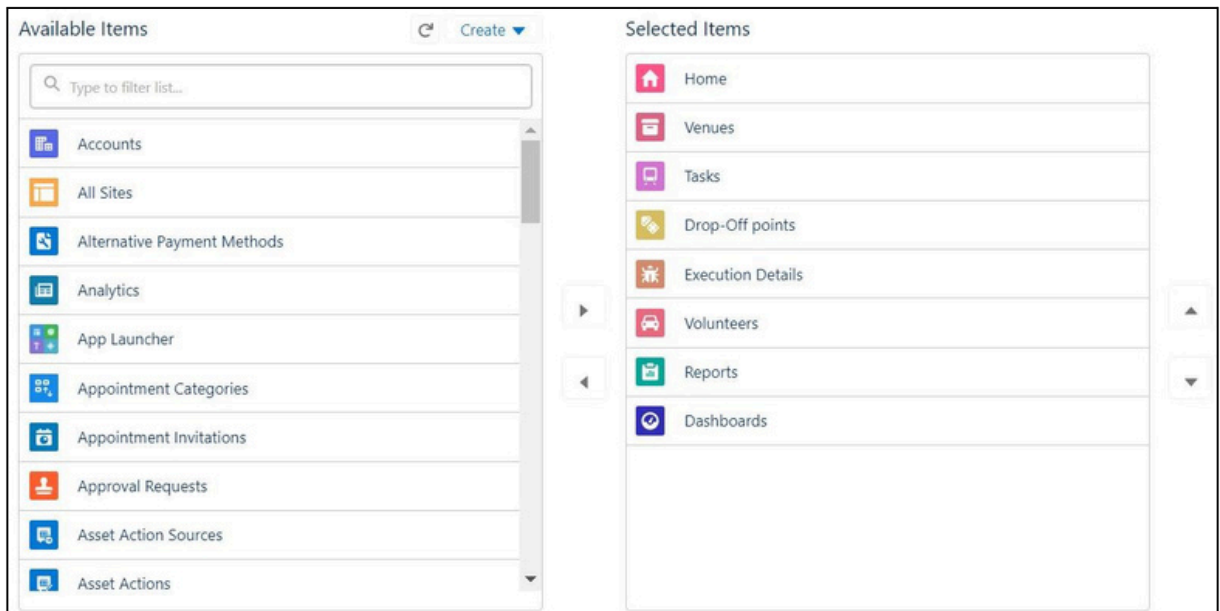 Available Items
Create
Type to filter list...
Accounts
All Sites
Alternative Payment Methods
Analytics
App Launcher
Appointment Categories
Appointment Invitations
Approval Requests
Asset Action Sources
Asset Actions
Selected Items
Home
Venues
Tasks
Drop-Off points
Execution Details
Volunteers
Reports
Dashboards